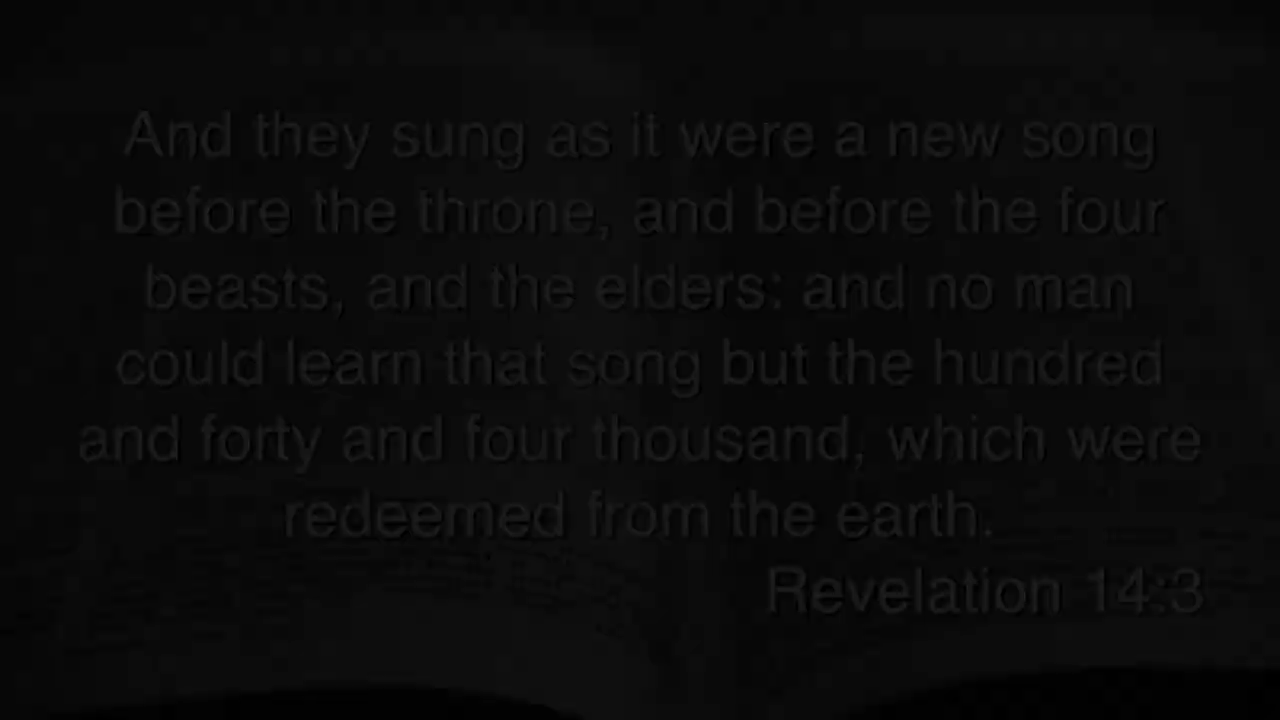 And they sung as it were a new song
before the throne, and before the four
beasts, and the elders: and no man
could learn that song but the hundred
and forty and four thousand, which were
redeemed from the earth.
Revelation 14:3